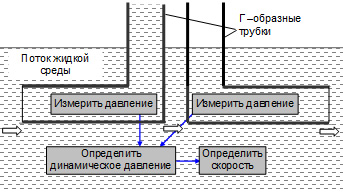 Г –образные
трубки
Поток жидкой
среды
Измерить давление
Измерить давление
Определить
динамическое давление
Определить
скорость